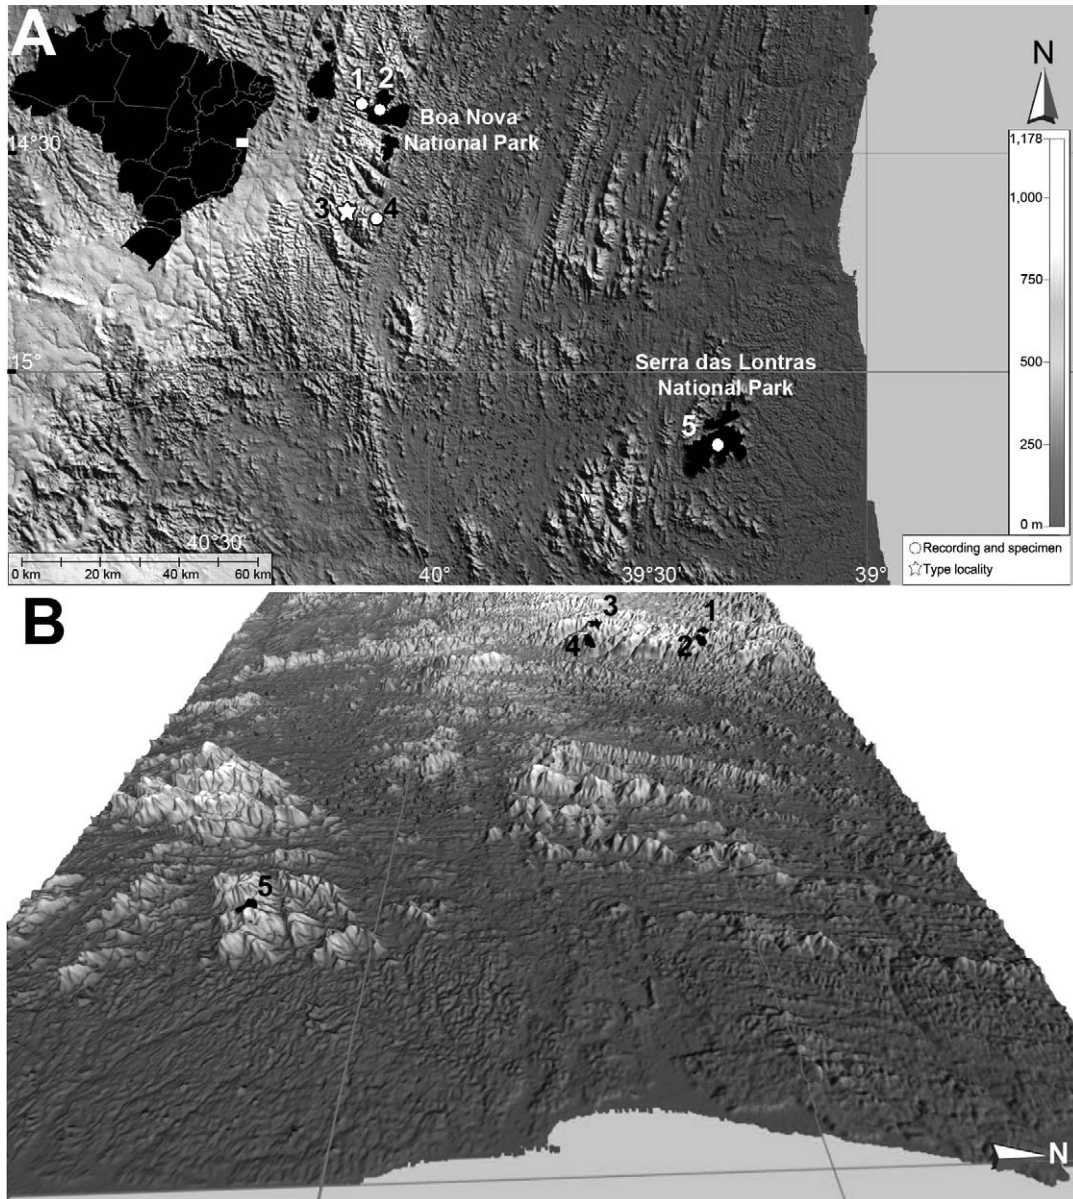 A
N
1 2
Boa Nova
National Park
14°30
1,178
1,000
750
500
250
0 m
3 4
15°
Serra das Lontras
National Park
5
40°30'
0 km 20 km 40 km 60 km
40°
39°30'
39°
Recording and specimen
Type locality
B
3
1
4
2
5
N